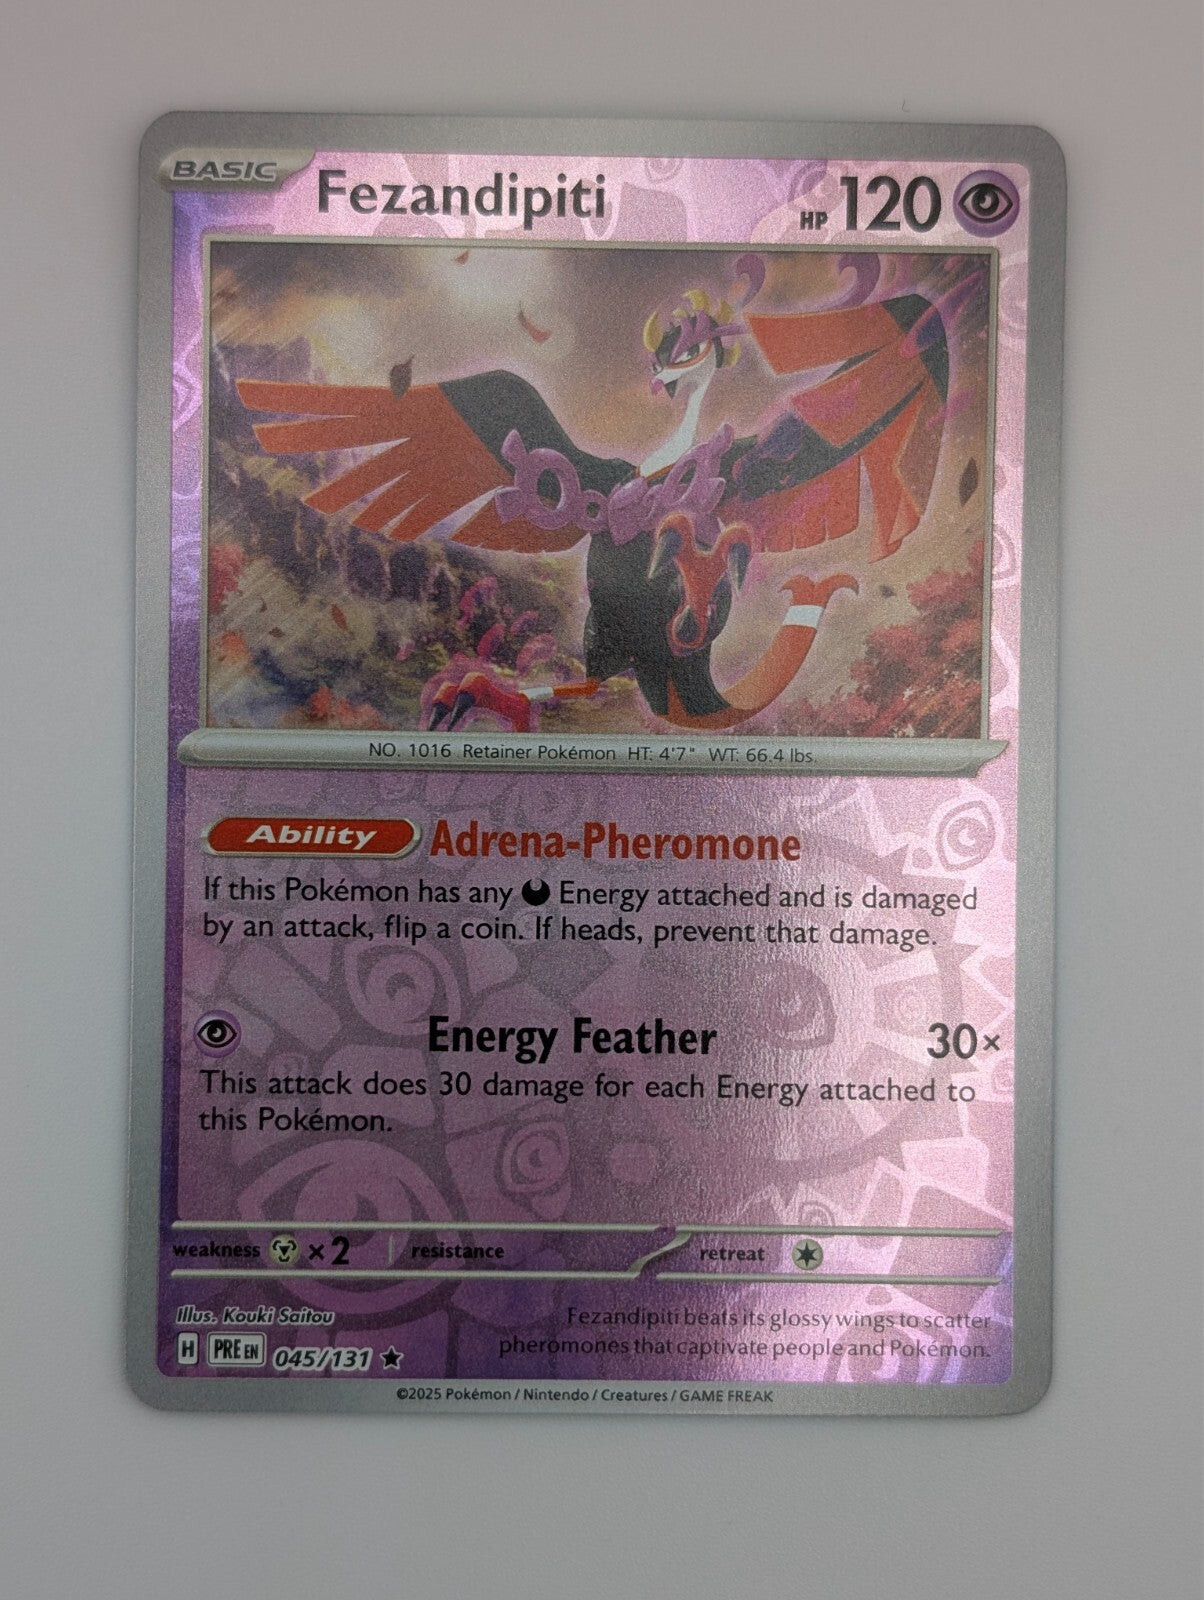 BASIC
Fezandipiti
HP 120
NO. 1016 Retainer Pokémon HT: 4'7" WT: 66.4 lbs.
Ability Adrena-Pheromone
If this Pokémon has any Energy attached and is damaged
by an attack, flip a coin. If heads, prevent that damage.
Energy Feather 30×
This attack does 30 damage for each Energy attached to
this Pokémon.
weakness ×2 resistance retreat
Illus. Kouki Saitou
Fezandipiti beats its glossy wings to scatter
pheromones that captivate people and Pokémon.
H PRE EN 045/131 ★
©2025 Pokémon / Nintendo / Creatures / GAME FREAK